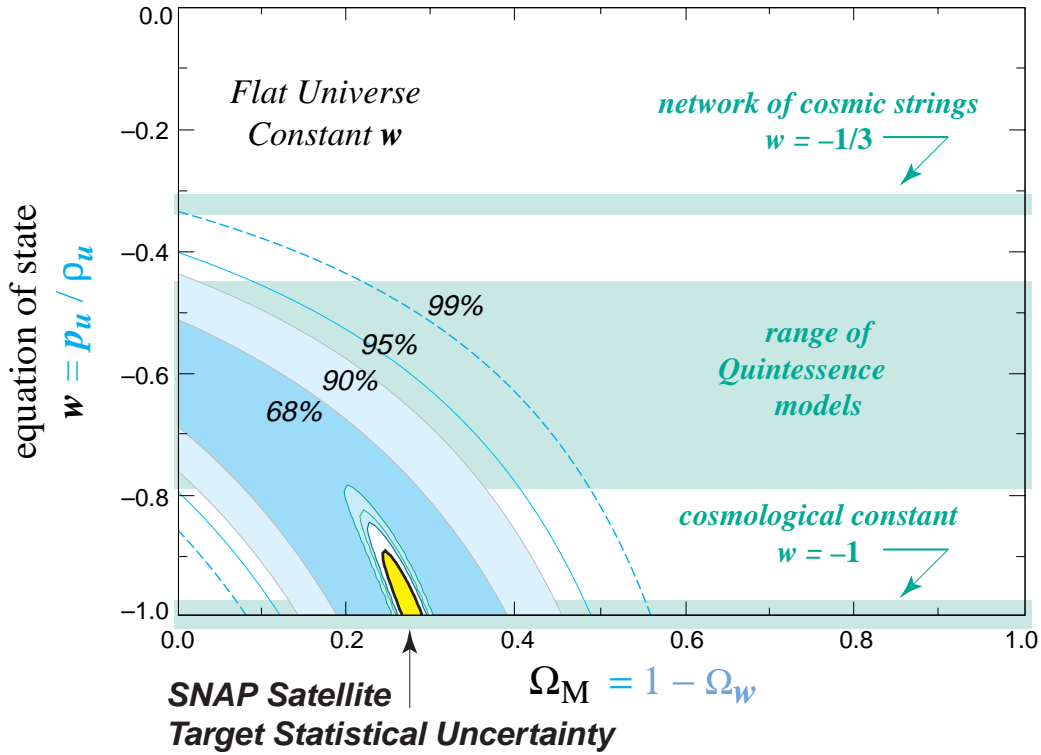 0.0
–0.2
–0.4
–0.6
–0.8
–1.0
equation of state
w = pu / ρu
Flat Universe
Constant w
network of cosmic strings
w = –1/3
99%
95%
90%
68%
range of
Quintessence
models
cosmological constant
w = –1
0.0 0.2 0.4 0.6 0.8 1.0
ΩM = 1 – Ωw
SNAP Satellite
Target Statistical Uncertainty